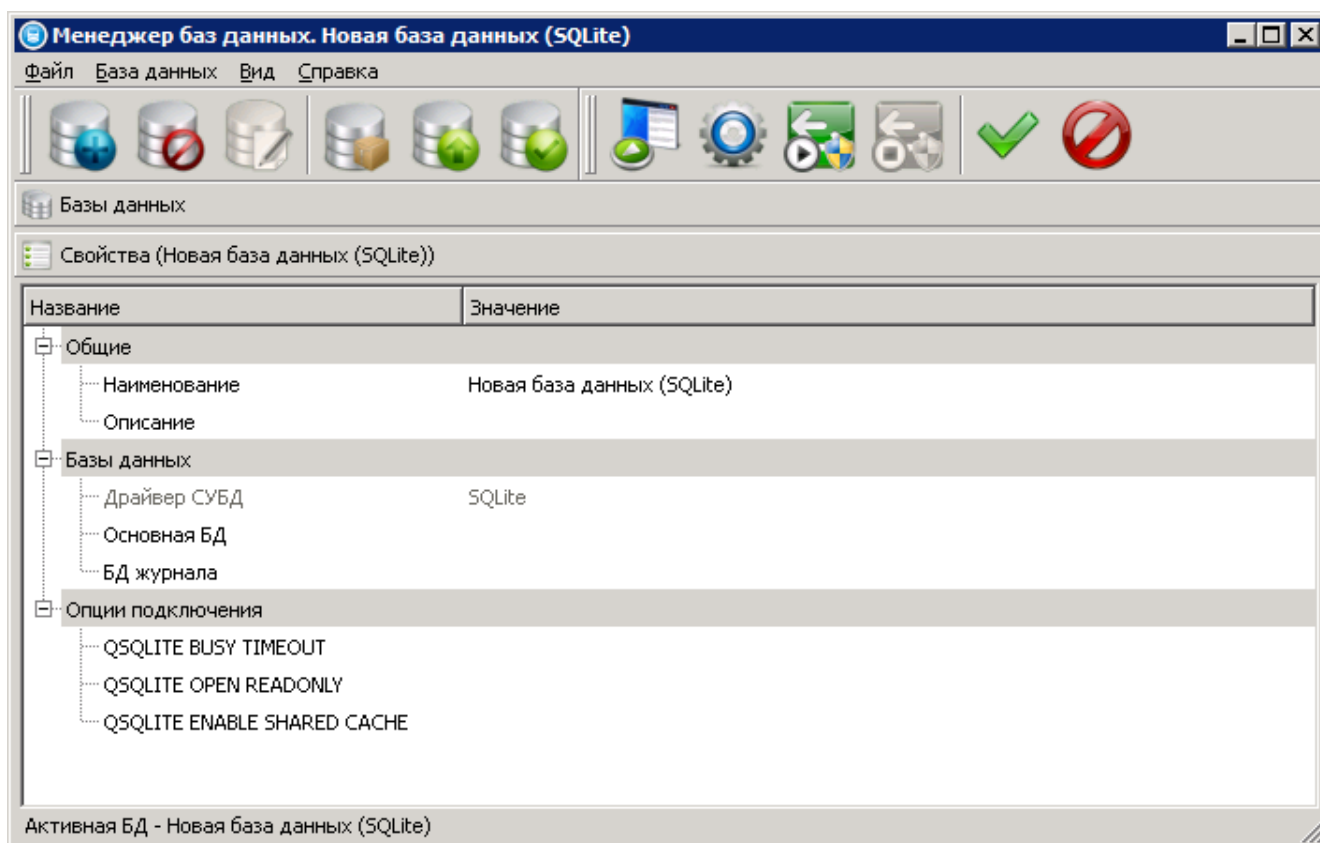 Менеджер баз данных. Новая база данных (SQLite)
Файл База данных Вид Справка
Базы данных
Свойства (Новая база данных (SQLite))
Название Значение
Общие
Наименование Новая база данных (SQLite)
Описание
Базы данных
Драйвер СУБД SQLite
Основная БД
БД журнала
Опции подключения
QSQLITE BUSY TIMEOUT
QSQLITE OPEN READONLY
QSQLITE ENABLE SHARED CACHE
Активная БД - Новая база данных (SQLite)